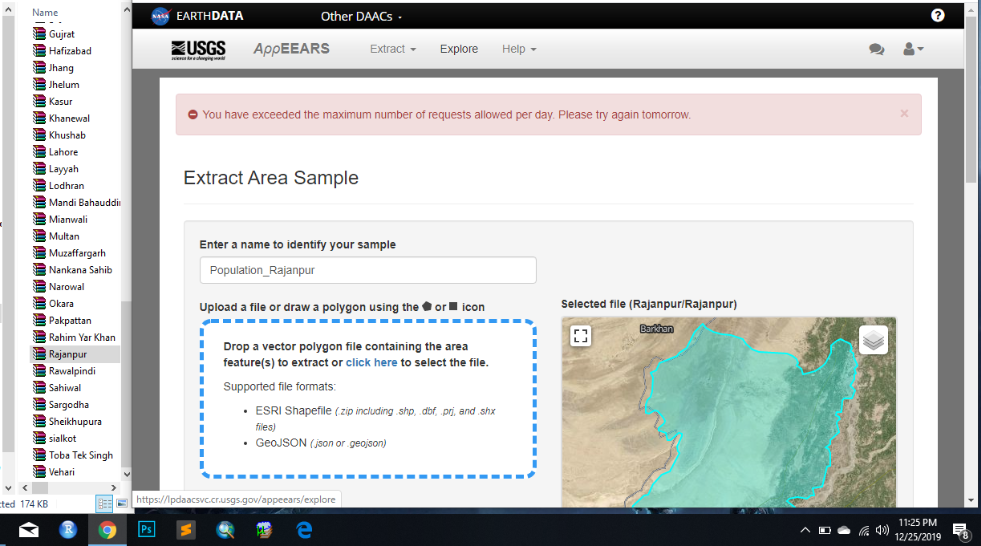 Name
Gujrat
Hafizabad
Jhang
Jhelum
Kasur
Khanewal
Khushab
Lahore
Layyah
Lodhran
Mandi Bahauddi
Mianwali
Multan
Muzaffargarh
Nankana Sahib
Narowal
Okara
Pakpattan
Rahim Yar Khan
Rajanpur
Rawalpindi
Sahiwal
Sargodha
Sheikhupura
sialkot
Toba Tek Singh
Vehari
cted 174 KB
NASA EARTHDATA Other DAACs
?
USGS
science for a changing world
AppEEARS Extract Explore Help
You have exceeded the maximum number of requests allowed per day. Please try again tomorrow. ×
Extract Area Sample
Enter a name to identify your sample
Population_Rajanpur
Upload a file or draw a polygon using the or icon
Drop a vector polygon file containing the area
feature(s) to extract or click here to select the file.
Supported file formats:
• ESRI Shapefile (.zip including .shp, .dbf, .prj, and .shx
files)
• GeoJSON (.json or .geojson)
Selected file (Rajanpur/Rajanpur)
Barkhan
https://lpdaacsvc.cr.usgs.gov/appeears/explore
R
Ps
S
e
11:25 PM
12/25/2019
8